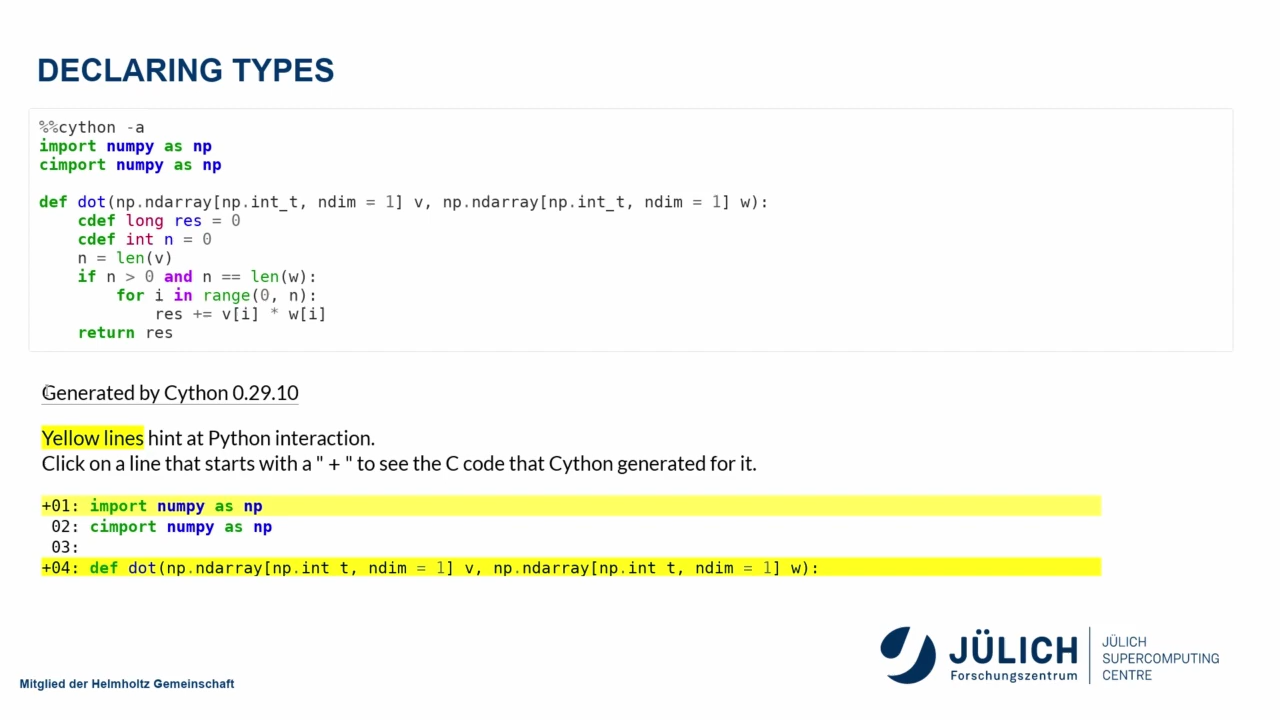 DECLARING TYPES
%%cython -a
import numpy as np
cimport numpy as np
def dot(np.ndarray[np.int_t, ndim = 1] v, np.ndarray[np.int_t, ndim = 1] w):
    cdef long res = 0
    cdef int n = 0
    n = len(v)
    if n > 0 and n == len(w):
        for i in range(0, n):
            res += v[i] * w[i]
    return res
Generated by Cython 0.29.10
Yellow lines hint at Python interaction.
Click on a line that starts with a " + " to see the C code that Cython generated for it.
+01: import numpy as np
 02: cimport numpy as np
 03:
+04: def dot(np.ndarray[np.int t, ndim = 1] v, np.ndarray[np.int t, ndim = 1] w):
JÜLICH
Forschungszentrum
JÜLICH
SUPERCOMPUTING
CENTRE
Mitglied der Helmholtz Gemeinschaft